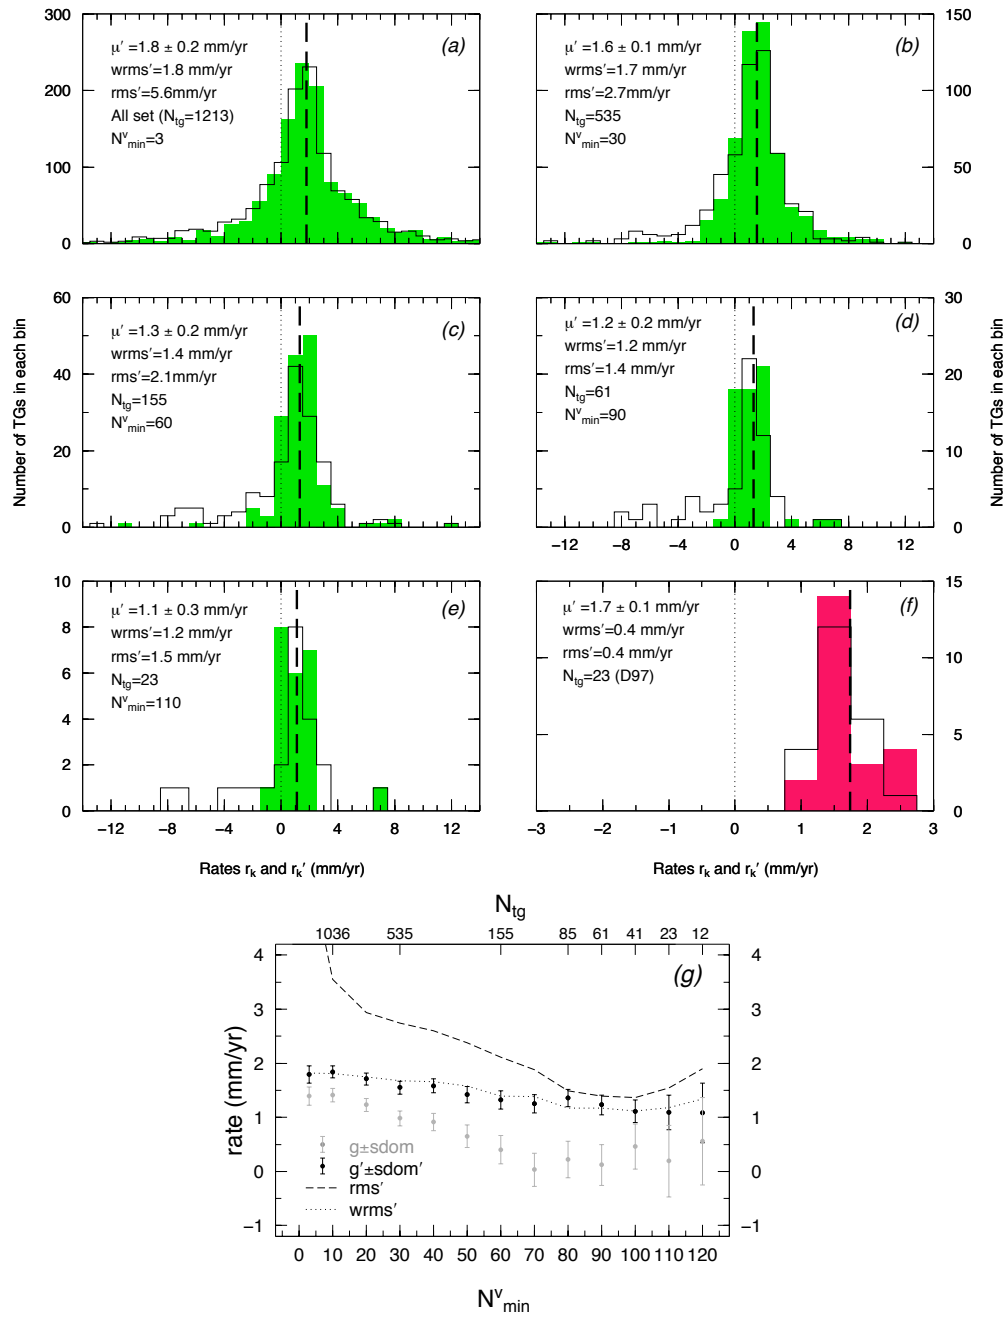 300
200
100
0
μ′=1.8 ± 0.2 mm/yr
wrms′=1.8 mm/yr
rms′=5.6mm/yr
All set (Ntg=1213)
Nvmin=3
(a)
μ′=1.6 ± 0.1 mm/yr
wrms′=1.7 mm/yr
rms′=2.7mm/yr
Ntg=535
Nvmin=30
(b)
150
100
50
0
Number of TGs in each bin
60
40
20
0
μ′=1.3 ± 0.2 mm/yr
wrms′=1.4 mm/yr
rms′=2.1mm/yr
Ntg=155
Nvmin=60
(c)
μ′=1.2 ± 0.2 mm/yr
wrms′=1.2 mm/yr
rms′=1.4 mm/yr
Ntg=61
Nvmin=90
(d)
30
20
10
0
Number of TGs in each bin
−12 −8 −4 0 4 8 12
10
8
6
4
2
0
μ′=1.1 ± 0.3 mm/yr
wrms′=1.2 mm/yr
rms′=1.5 mm/yr
Ntg=23
Nvmin=110
(e)
−12 −8 −4 0 4 8 12
Rates rk and rk′ (mm/yr)
μ′=1.7 ± 0.1 mm/yr
wrms′=0.4 mm/yr
rms′=0.4 mm/yr
Ntg=23 (D97)
(f)
15
10
5
0
−3 −2 −1 0 1 2 3
Rates rk and rk′ (mm/yr)
Ntg
1036 535 155 85 61 41 23 12
4
3
2
1
0
−1
rate (mm/yr)
(g)
g±sdom
g′±sdom′
rms′
wrms′
4
3
2
1
0
−1
0 10 20 30 40 50 60 70 80 90 100 110 120
Nvmin